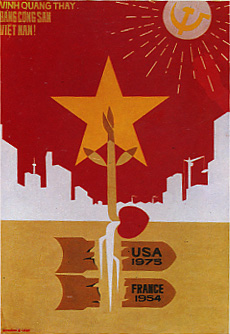 VINH QUANG THAY
ĐẢNG CỘNG SẢN
VIỆT NAM!
USA
1975
FRANCE
1954